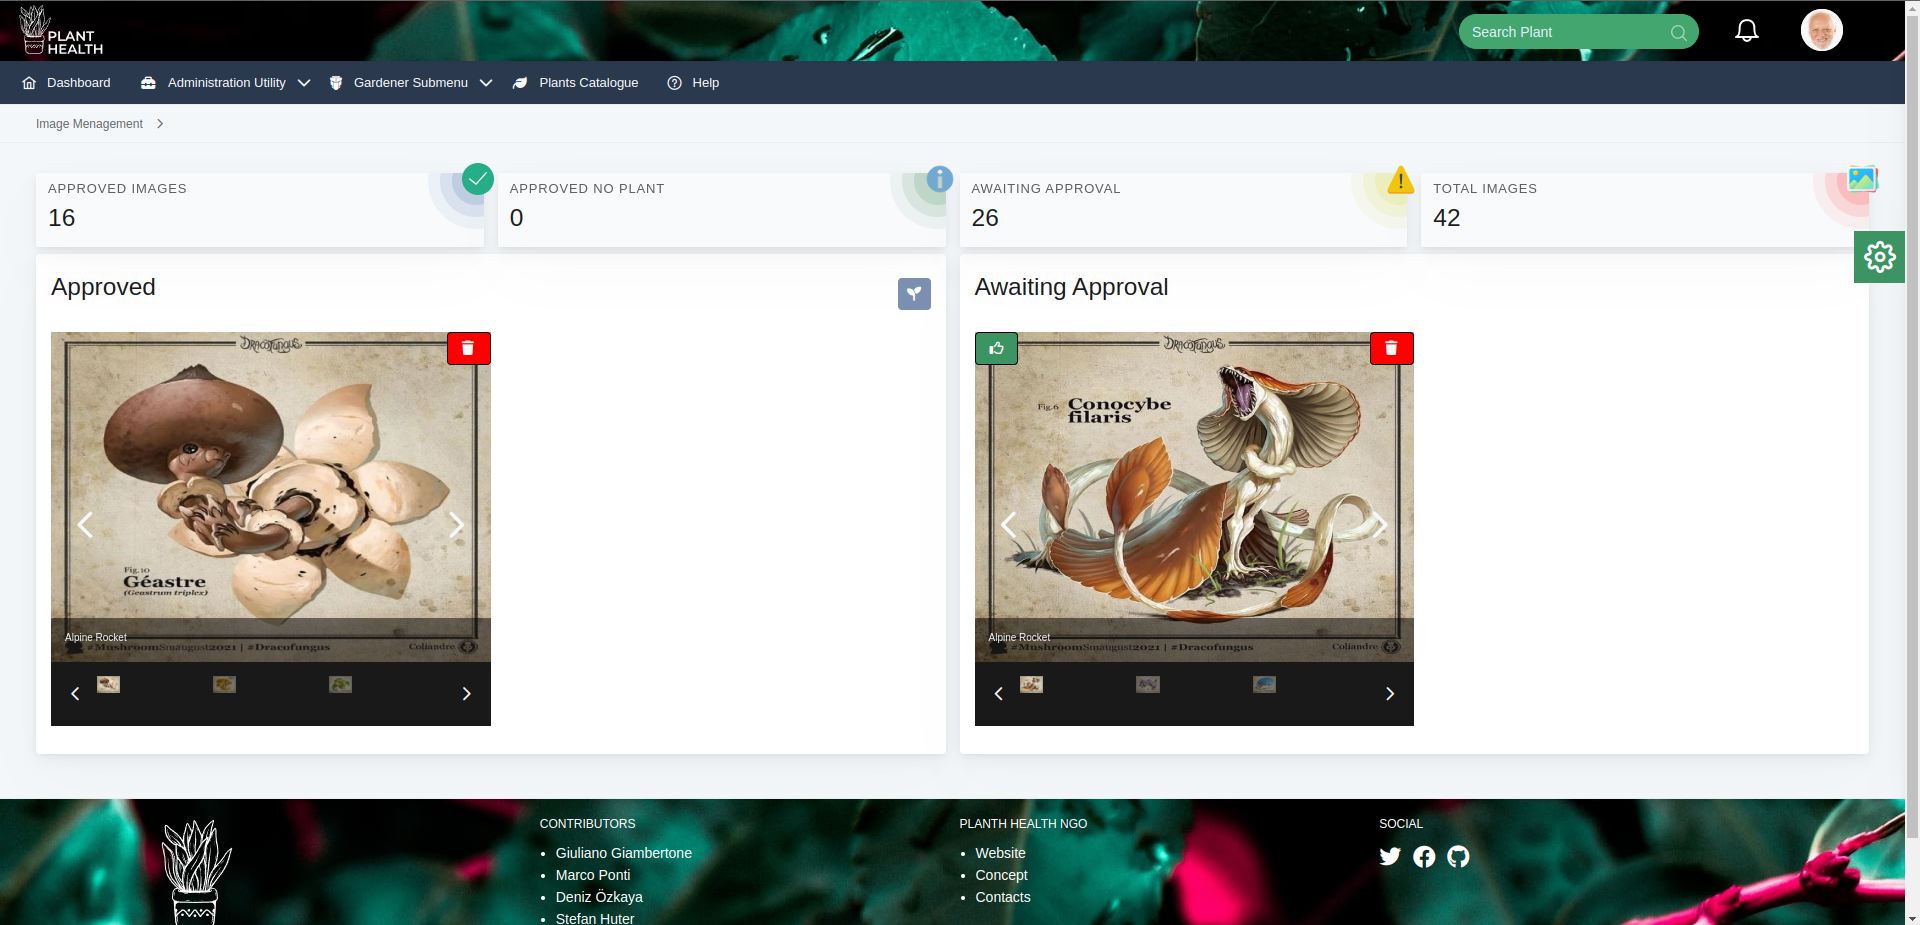 PLANT
HEALTH
Search Plant
Dashboard
Administration Utility
Gardener Submenu
Plants Catalogue
Help
Image Menagement
APPROVED IMAGES
16
APPROVED NO PLANT
0
AWAITING APPROVAL
26
TOTAL IMAGES
42
Approved
DRACOFUNGUS
Fig.10
Géastre
(Geastrum triplex)
Alpine Rocket
#MushroomSmaugust2021 | #Dracofungus
Coliandre
Awaiting Approval
DRACOFUNGUS
Fig.6 Conocybe
filaris
Alpine Rocket
#MushroomSmaugust2021 | #Dracofungus
Coliandre
CONTRIBUTORS
Giuliano Giambertone
Marco Ponti
Deniz Özkaya
Stefan Huter
PLANTH HEALTH NGO
Website
Concept
Contacts
SOCIAL